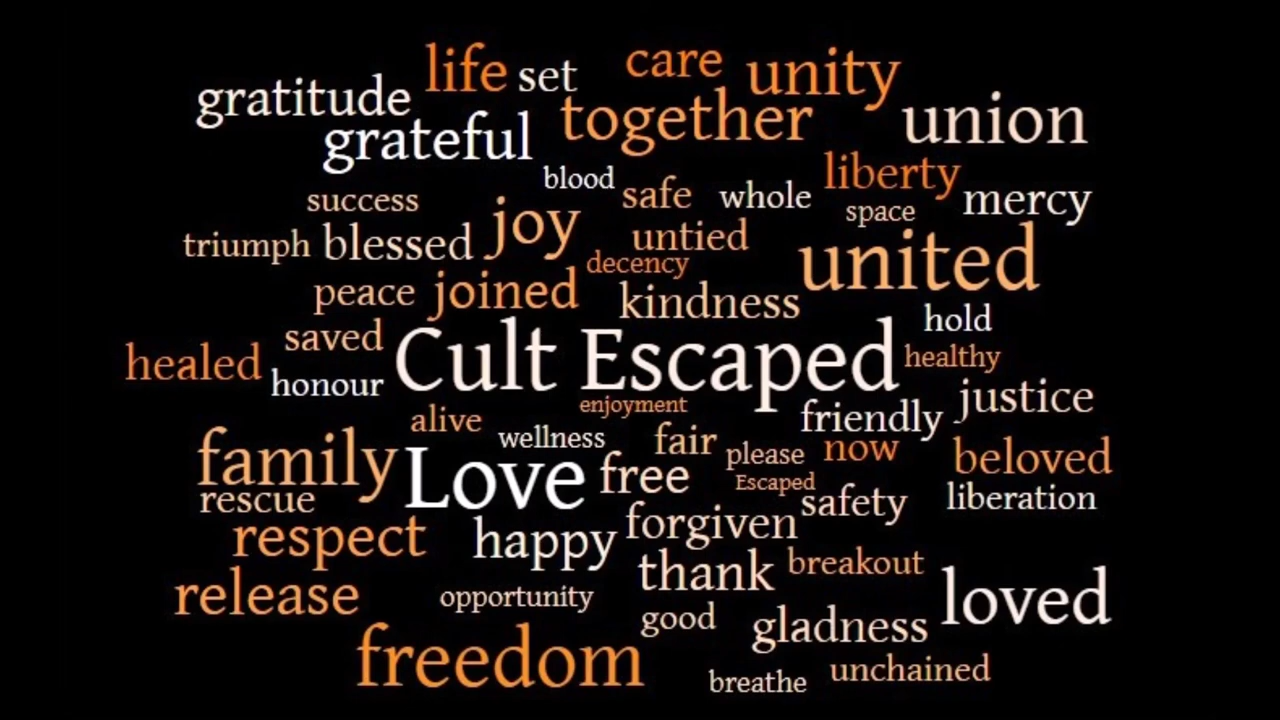 life set care unity
gratitude together union
grateful
blood safe whole liberty mercy
success joy space
triumph blessed untied united
decency
peace joined kindness
saved Cult Escaped hold
healed honour healthy
enjoyment justice
alive friendly
family wellness fair please now beloved
Love free Escaped
rescue safety liberation
respect happy forgiven
thank breakout
release opportunity good gladness loved
freedom breathe unchained